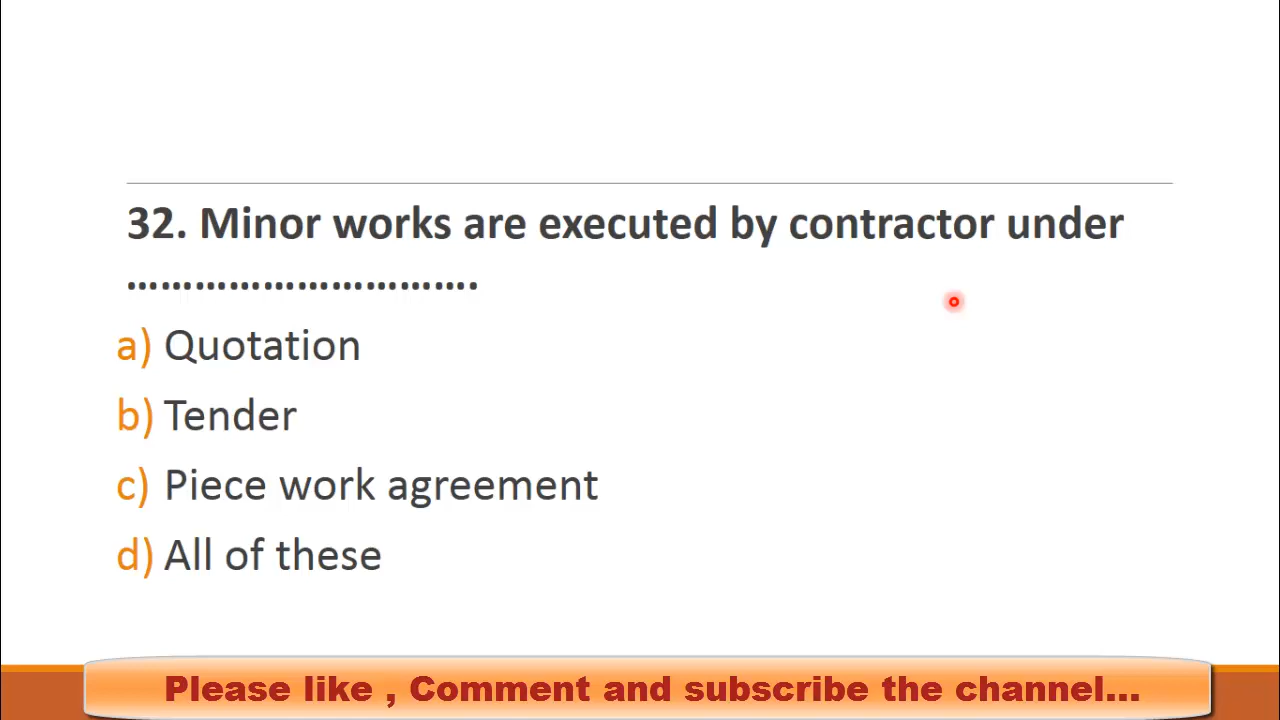 32. Minor works are executed by contractor under
………………………….
a) Quotation
b) Tender
c) Piece work agreement
d) All of these
Please like , Comment and subscribe the channel...